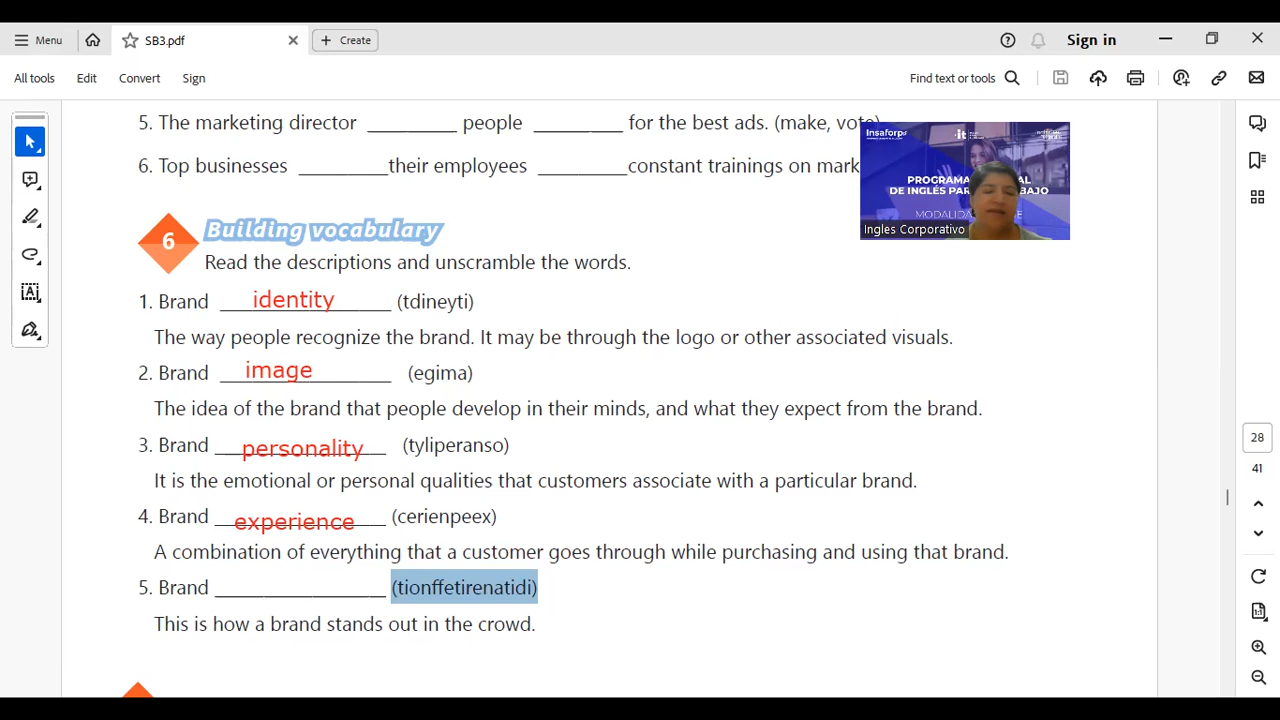 Menu
SB3.pdf
Create
Sign in
All tools
Edit
Convert
Sign
Find text or tools
5. The marketing director __________ people __________ for the best ads. (make, vote)
6. Top businesses __________their employees __________constant trainings on mark
Insaforp
it
PROGRAMA
AL
DE INGLÉS PAR
BAJO
MODALIDA
E
Ingles Corporativo
6
Building vocabulary
Read the descriptions and unscramble the words.
1. Brand identity (tdineyti)
The way people recognize the brand. It may be through the logo or other associated visuals.
2. Brand image (egima)
The idea of the brand that people develop in their minds, and what they expect from the brand.
3. Brand personality (tyliperanso)
It is the emotional or personal qualities that customers associate with a particular brand.
4. Brand experience (cerienpeex)
A combination of everything that a customer goes through while purchasing and using that brand.
5. Brand ___________________ (tionffetirenatidi)
This is how a brand stands out in the crowd.
28
41